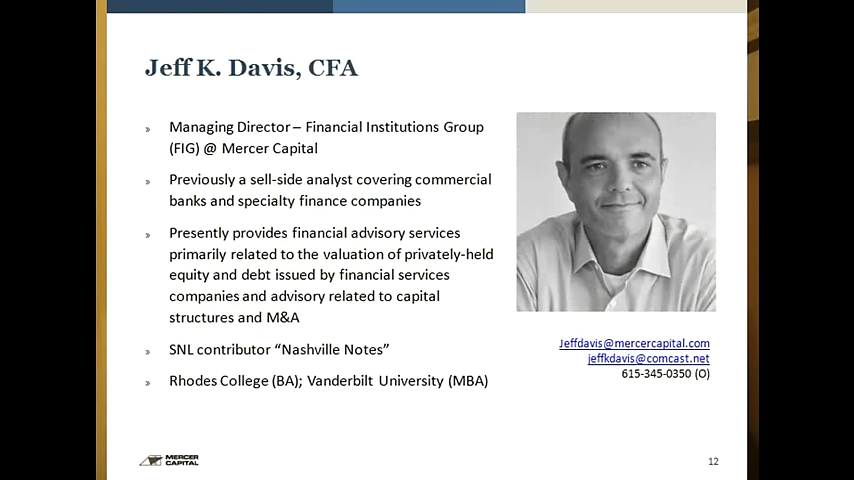 Jeff K. Davis, CFA
» Managing Director – Financial Institutions Group
(FIG) @ Mercer Capital
» Previously a sell-side analyst covering commercial
banks and specialty finance companies
» Presently provides financial advisory services
primarily related to the valuation of privately-held
equity and debt issued by financial services
companies and advisory related to capital
structures and M&A
» SNL contributor “Nashville Notes”
» Rhodes College (BA); Vanderbilt University (MBA)
Jeffdavis@mercercapital.com
jeffkdavis@comcast.net
615-345-0350 (O)
MERCER
CAPITAL
12